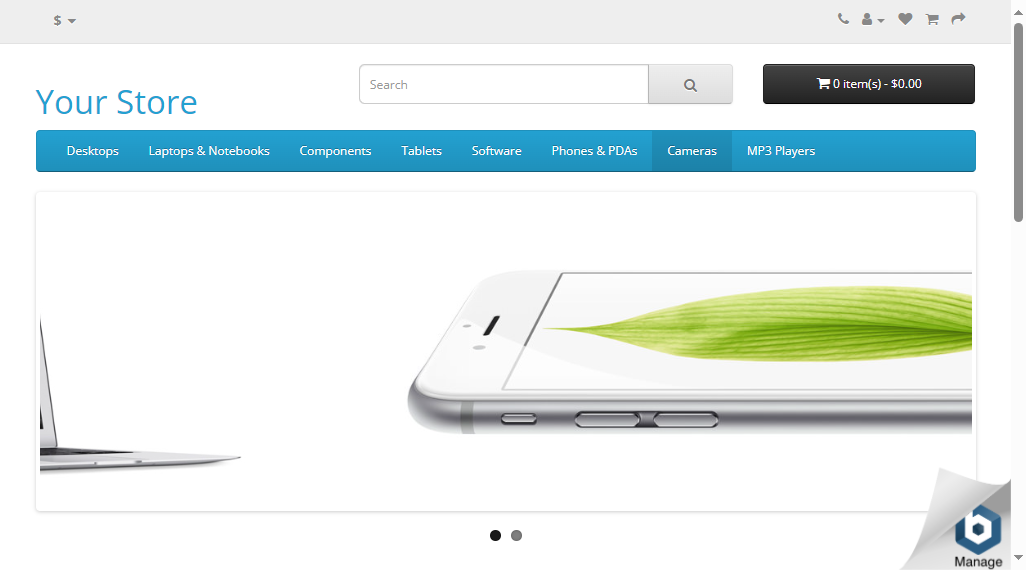 $
Your Store
Search
0 item(s) - $0.00
Desktops
Laptops & Notebooks
Components
Tablets
Software
Phones & PDAs
Cameras
MP3 Players
b
Manage